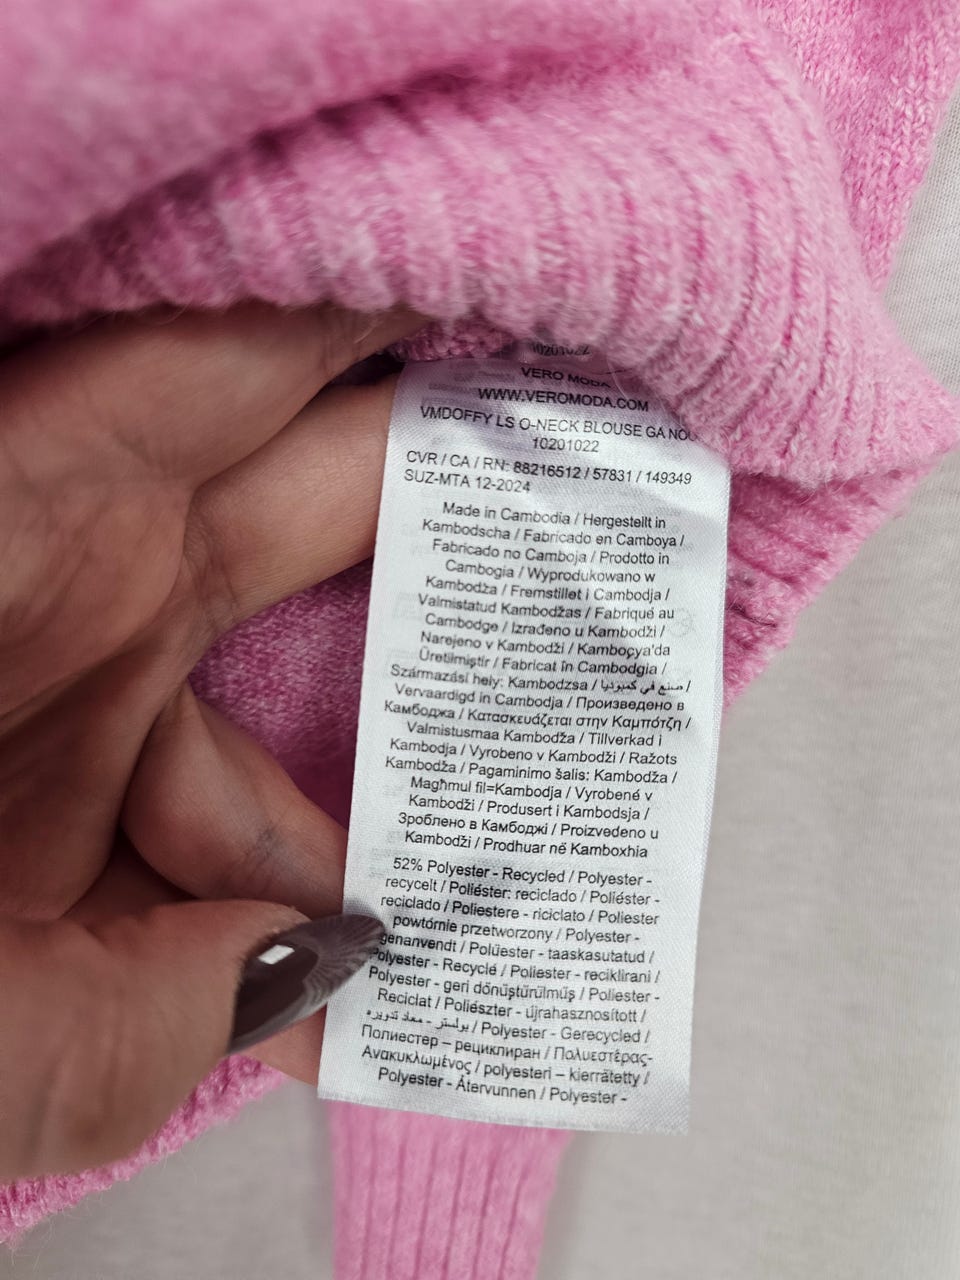 10201022
VERO MODA
WWW.VEROMODA.COM
VMDOFFY LS O-NECK BLOUSE GA NOO
10201022
CVR / CA / RN: 88216512 / 57831 / 149349
SUZ-MTA 12-2024
Made in Cambodia / Hergestellt in
Kambodscha / Fabricado en Camboya /
Fabricado no Camboja / Prodotto in
Cambogia / Wyprodukowano w
Kambodża / Fremstillet i Cambodja /
Valmistatud Kambodžas / Fabriqué au
Cambodge / Izrađeno u Kambodži /
Narejeno v Kambodži / Kamboçya'da
Üretilmiştir / Fabricat în Cambodgia /
Származási hely: Kambodzsa / صنع في كمبوديا /
Vervaardigd in Cambodja / Произведено в
Камбоджа / Κατασκευάζεται στην Καμπότζη /
Valmistusmaa Kambodža / Tillverkad i
Kambodja / Vyrobeno v Kambodži / Ražots
Kambodža / Pagaminimo šalis: Kambodža /
Magħmul fil=Kambodja / Vyrobené v
Kambodži / Produsert i Kambodsja /
Зроблено в Камбоджі / Proizvedeno u
Kambodži / Prodhuar në Kamboxhia
52% Polyester - Recycled / Polyester -
recycelt / Poliéster: reciclado / Poliéster -
reciclado / Poliestere - riciclato / Poliester
powtórnie przetworzony / Polyester -
genanvendt / Polüester - taaskasutatud /
Polyester - Recyclé / Poliester - reciklirani /
Polyester - geri dönüştürülmüş / Poliester -
Reciclat / Poliészter - újrahasznosított /
بولستر - معاد تدويره / Polyester - Gerecycled /
Полиестер – рециклиран / Πολυεστέρας-
Ανακυκλωμένος / polyesteri – kierrätetty /
Polyester - Återvunnen / Polyester -